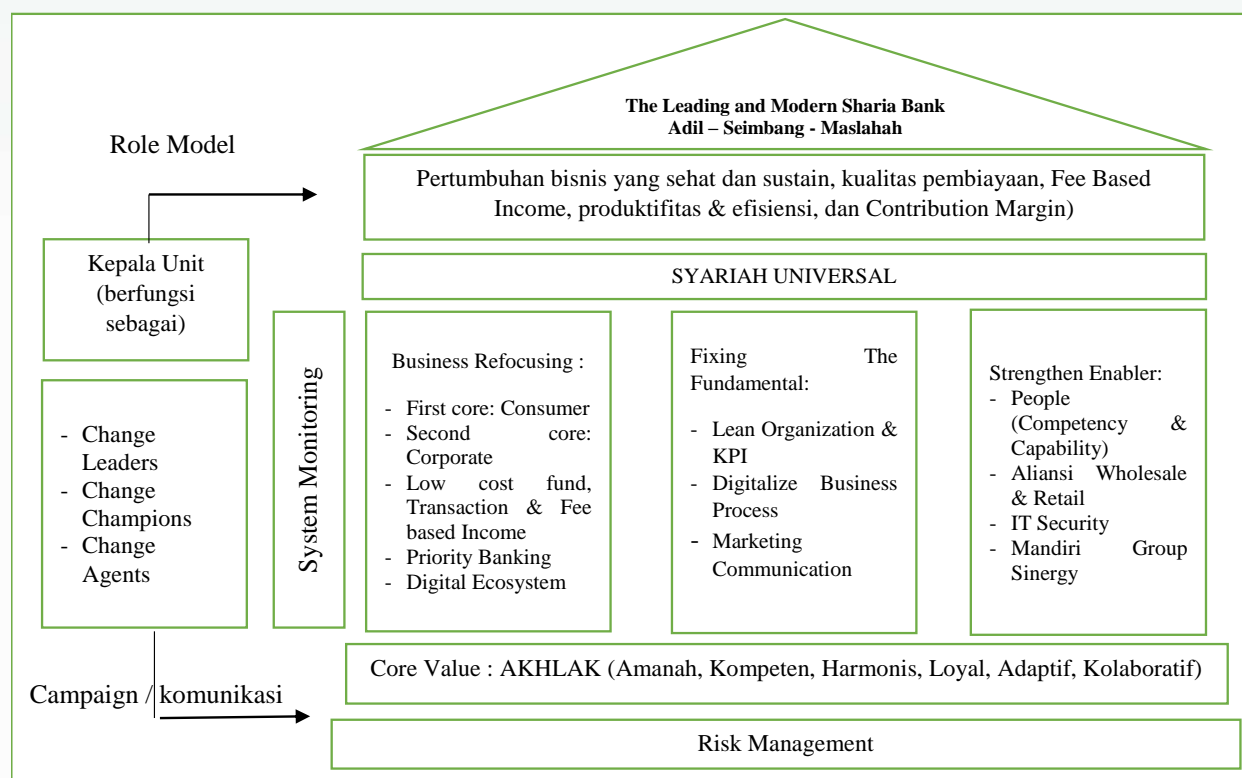 The Leading and Modern Sharia Bank
Adil – Seimbang - Maslahah
Role Model
Pertumbuhan bisnis yang sehat dan sustain, kualitas pembiayaan, Fee Based
Income, produktifitas & efisiensi, dan Contribution Margin)
Kepala Unit
(berfungsi
sebagai)
SYARIAH UNIVERSAL
- Change
Leaders
- Change
Champions
- Change
Agents
System Monitoring
Business Refocusing :
- First core: Consumer
- Second core:
Corporate
- Low cost fund,
Transaction & Fee
based Income
- Priority Banking
- Digital Ecosystem
Fixing The
Fundamental:
- Lean Organization &
KPI
- Digitalize Business
Process
- Marketing
Communication
Strengthen Enabler:
- People
(Competency &
Capability)
- Aliansi Wholesale
& Retail
- IT Security
- Mandiri Group
Sinergy
Core Value : AKHLAK (Amanah, Kompeten, Harmonis, Loyal, Adaptif, Kolaboratif)
Campaign / komunikasi
Risk Management